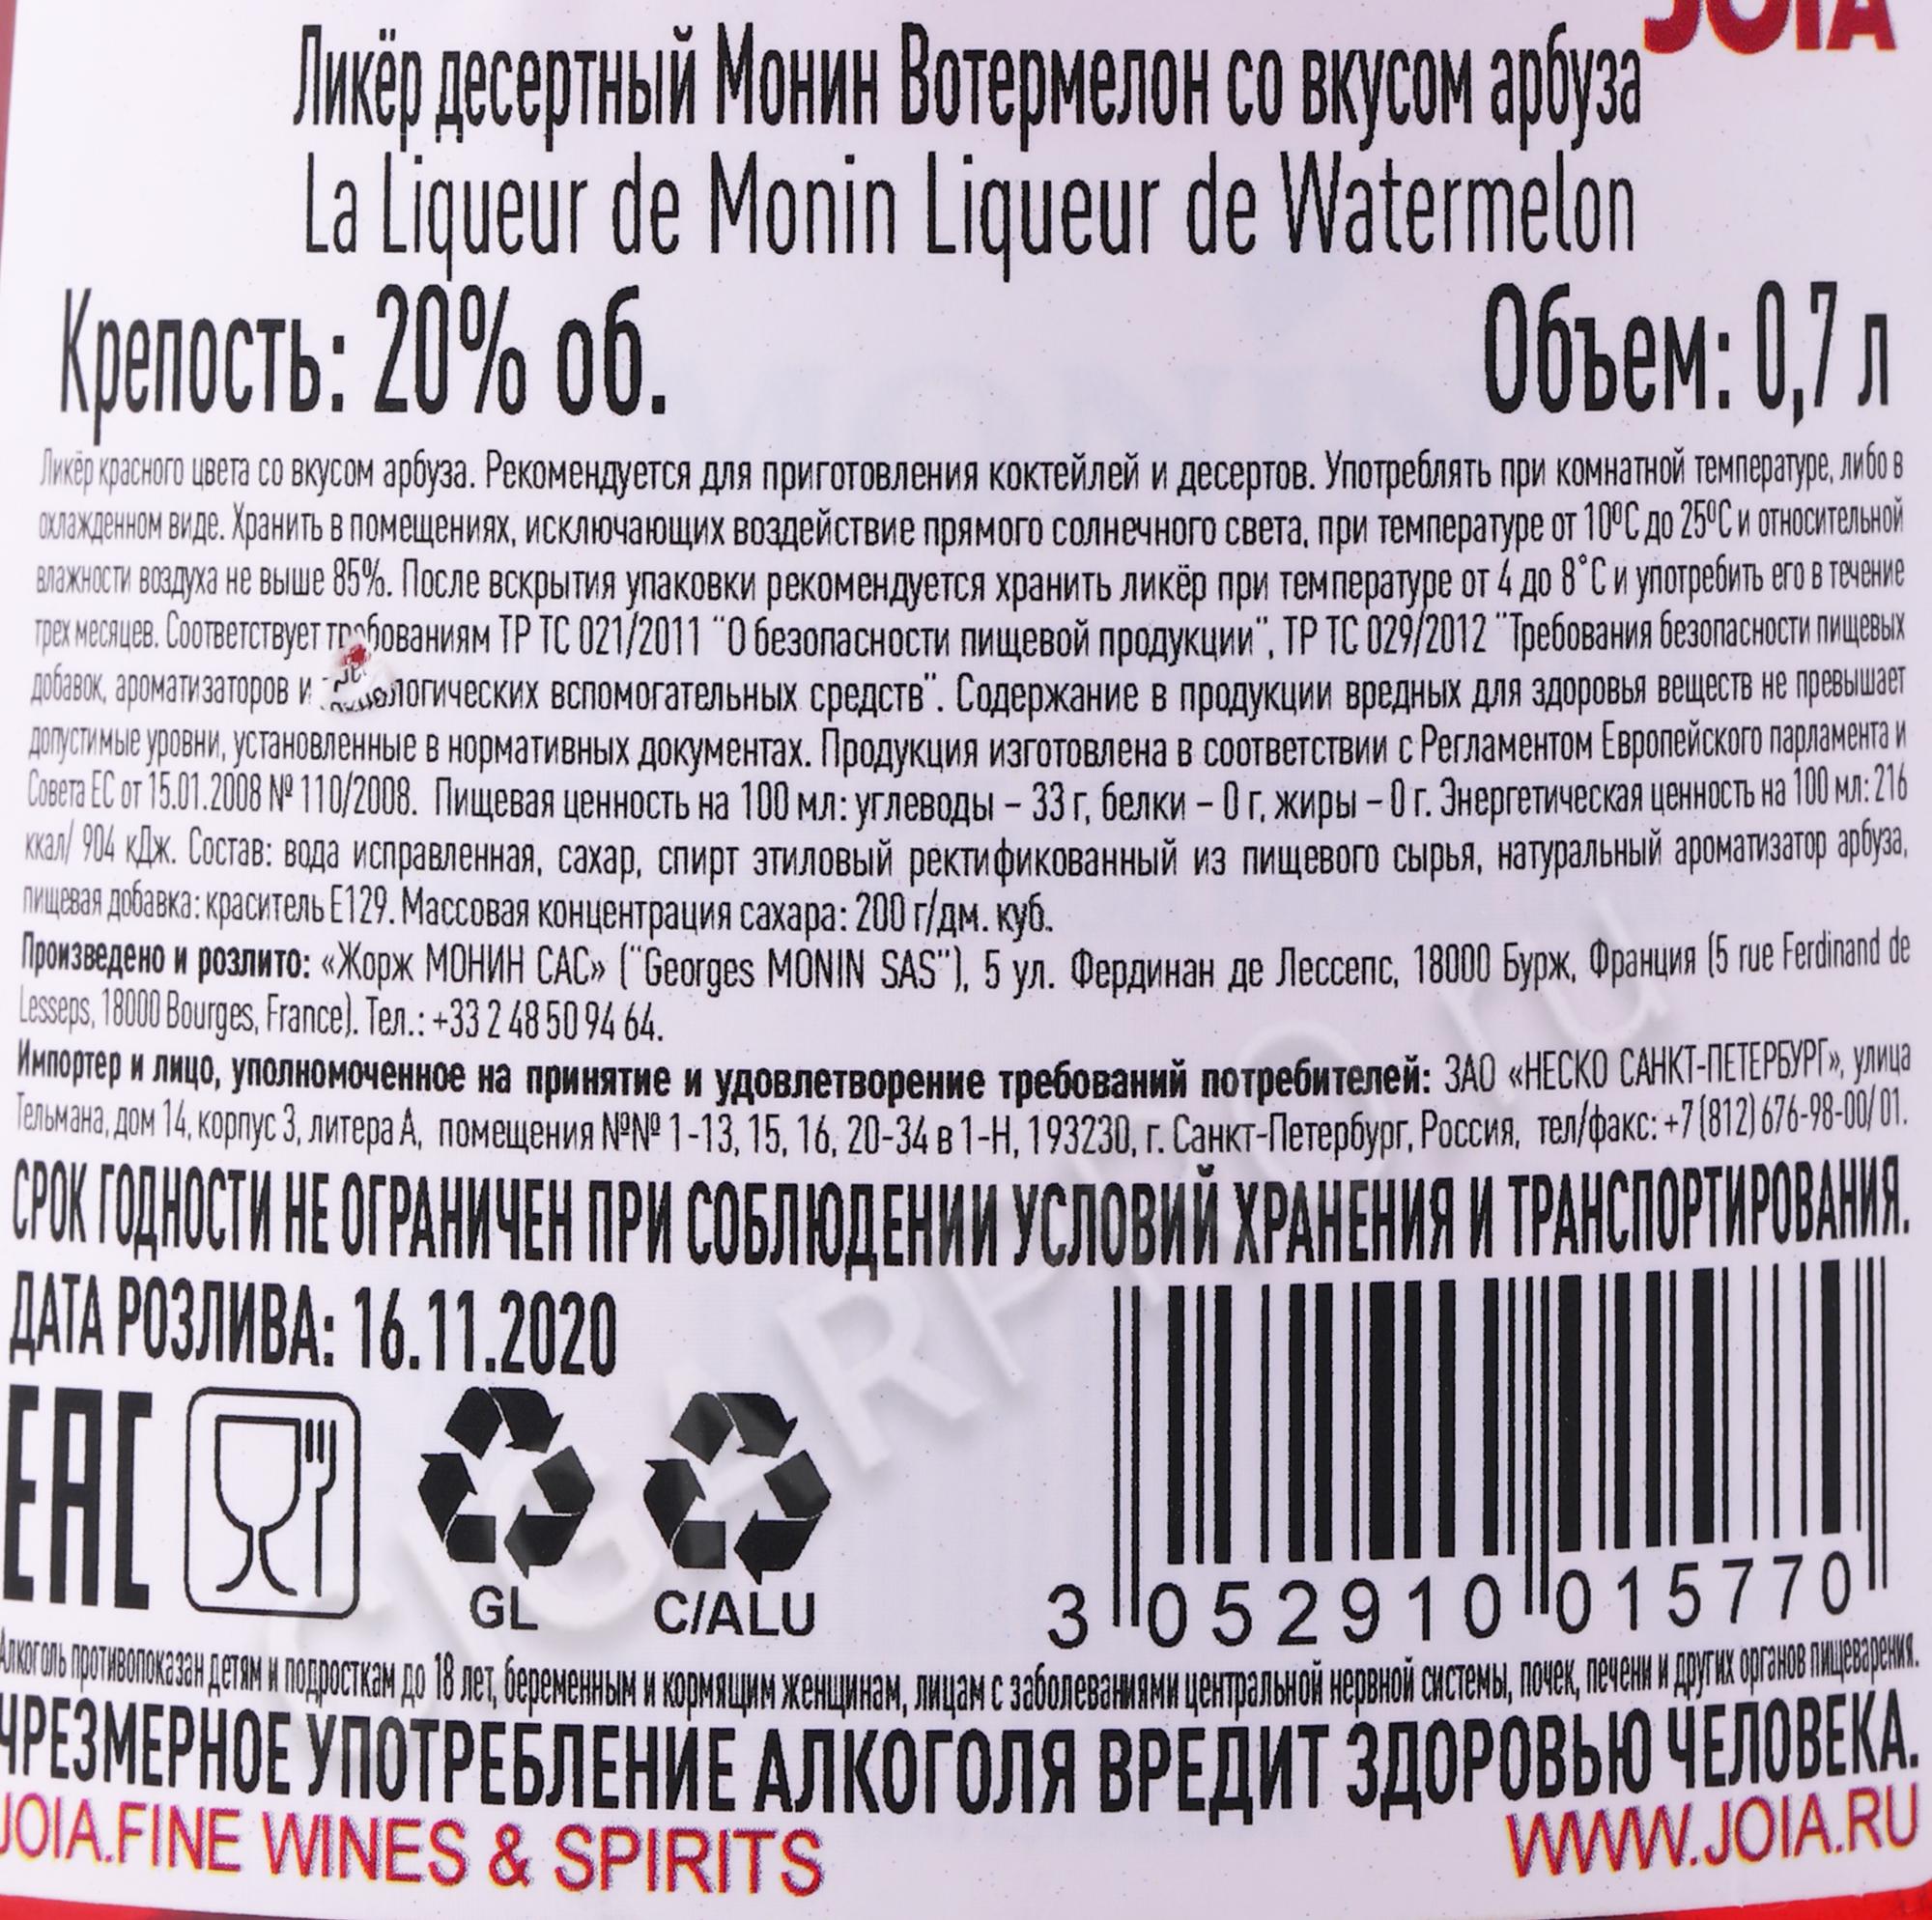 JOIA
Ликёр десертный Монин Вотермелон со вкусом арбуза
La Liqueur de Monin Liqueur de Watermelon
Крепость: 20% об. Объем: 0,7 л
Ликёр красного цвета со вкусом арбуза. Рекомендуется для приготовления коктейлей и десертов. Употреблять при комнатной температуре, либо в
охлажденном виде. Хранить в помещениях, исключающих воздействие прямого солнечного света, при температуре от 10ºС до 25ºС и относительной
влажности воздуха не выше 85%. После вскрытия упаковки рекомендуется хранить ликёр при температуре от 4 до 8°С и употребить его в течение
трех месяцев. Соответствует требованиям ТР ТС 021/2011 "О безопасности пищевой продукции", ТР ТС 029/2012 "Требования безопасности пищевых
добавок, ароматизаторов и вспомогательных средств". Содержание в продукции вредных для здоровья веществ не превышает
допустимые уровни, установленные в нормативных документах. Продукция изготовлена в соответствии с Регламентом Европейского парламента и
Совета ЕС от 15.01.2008 № 110/2008. Пищевая ценность на 100 мл: углеводы – 33 г, белки – 0 г, жиры – 0 г. Энергетическая ценность на 100 мл: 216
ккал/ 904 кДж. Состав: вода исправленная, сахар, спирт этиловый ректификованный из пищевого сырья, натуральный ароматизатор арбуза,
пищевая добавка: краситель Е129. Массовая концентрация сахара: 200 г/дм. куб.
Произведено и розлито: «Жорж МОНИН САС» ("Georges MONIN SAS"), 5 ул. Фердинан де Лессепс, 18000 Бурж, Франция (5 rue Ferdinand de
Lesseps, 18000 Bourges, France). Тел.: +33 2 48 50 94 64.
Импортер и лицо, уполномоченное на принятие и удовлетворение требований потребителей: ЗАО «НЕСКО САНКТ-ПЕТЕРБУРГ», улица
Тельмана, дом 14, корпус 3, литера А, помещения №№ 1-13, 15, 16, 20-34 в 1-Н, 193230, г. Санкт-Петербург, Россия, тел/факс: +7 (812) 676-98-00/ 01.
СРОК ГОДНОСТИ НЕ ОГРАНИЧЕН ПРИ СОБЛЮДЕНИИ УСЛОВИЙ ХРАНЕНИЯ И ТРАНСПОРТИРОВАНИЯ.
ДАТА РОЗЛИВА: 16.11.2020
EAC
GL C/ALU
3 052910 015770
CIGARPRO.ru
Алкоголь противопоказан детям и подросткам до 18 лет, беременным и кормящим женщинам, лицам с заболеваниями центральной нервной системы, почек, печени и других органов пищеварения.
ЧРЕЗМЕРНОЕ УПОТРЕБЛЕНИЕ АЛКОГОЛЯ ВРЕДИТ ЗДОРОВЬЮ ЧЕЛОВЕКА.
JOIA.FINE WINES & SPIRITS WWW.JOIA.RU